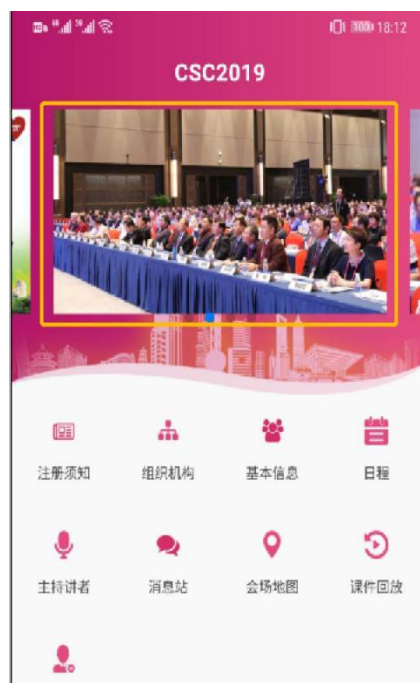 18:12
CSC2019
注册须知
组织机构
基本信息
日程
主持讲者
消息站
会场地图
课件回放